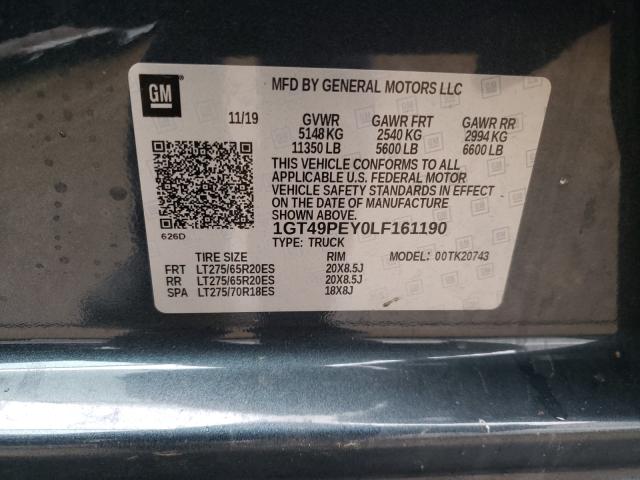 GM
MFD BY GENERAL MOTORS LLC
11/19 GVWR GAWR FRT GAWR RR
5148 KG 2540 KG 2994 KG
11350 LB 5600 LB 6600 LB
THIS VEHICLE CONFORMS TO ALL
APPLICABLE U.S. FEDERAL MOTOR
VEHICLE SAFETY STANDARDS IN EFFECT
ON THE DATE OF MANUFACTURE
SHOWN ABOVE.
626D
1GT49PEY0LF161190
TYPE: TRUCK MODEL: 00TK20743
TIRE SIZE RIM
FRT LT275/65R20ES 20X8.5J
RR LT275/65R20ES 20X8.5J
SPA LT275/70R18ES 18X8J